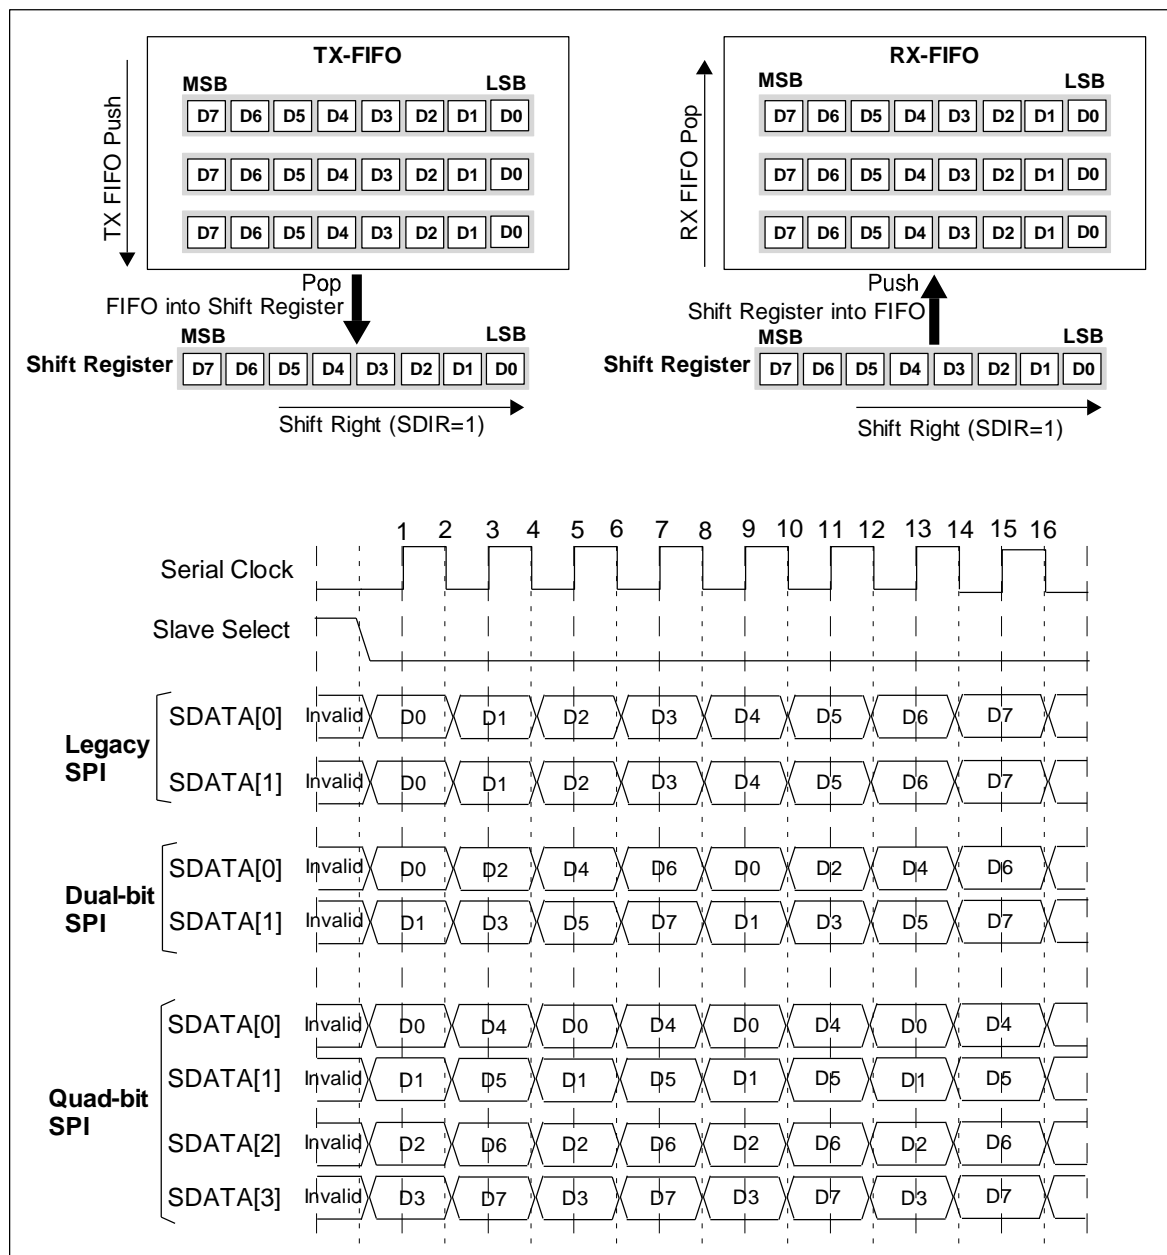 TX-FIFO
MSB LSB
D7 D6 D5 D4 D3 D2 D1 D0
D7 D6 D5 D4 D3 D2 D1 D0
D7 D6 D5 D4 D3 D2 D1 D0
TX FIFO Push
Pop
FIFO into Shift Register
MSB LSB
Shift Register D7 D6 D5 D4 D3 D2 D1 D0
Shift Right (SDIR=1)
RX-FIFO
MSB LSB
D7 D6 D5 D4 D3 D2 D1 D0
D7 D6 D5 D4 D3 D2 D1 D0
D7 D6 D5 D4 D3 D2 D1 D0
RX FIFO Pop
Push
Shift Register into FIFO
MSB LSB
Shift Register D7 D6 D5 D4 D3 D2 D1 D0
Shift Right (SDIR=1)
1 2 3 4 5 6 7 8 9 10 11 12 13 14 15 16
Serial Clock
Slave Select
Legacy
SPI
SDATA[0] Invalid D0 D1 D2 D3 D4 D5 D6 D7
SDATA[1] Invalid D0 D1 D2 D3 D4 D5 D6 D7
Dual-bit
SPI
SDATA[0] Invalid D0 D2 D4 D6 D0 D2 D4 D6
SDATA[1] Invalid D1 D3 D5 D7 D1 D3 D5 D7
Quad-bit
SPI
SDATA[0] Invalid D0 D4 D0 D4 D0 D4 D0 D4
SDATA[1] Invalid D1 D5 D1 D5 D1 D5 D1 D5
SDATA[2] Invalid D2 D6 D2 D6 D2 D6 D2 D6
SDATA[3] Invalid D3 D7 D3 D7 D3 D7 D3 D7